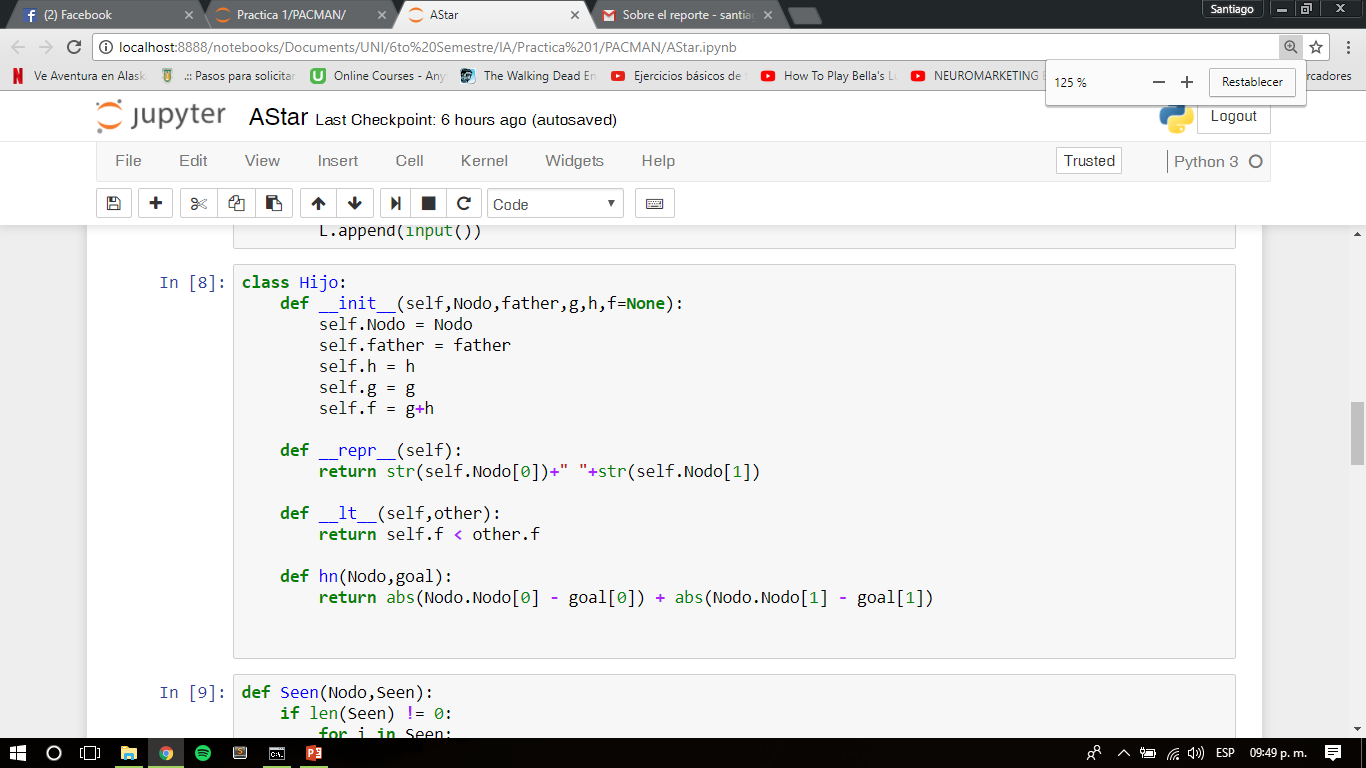 (2) Facebook
Practica 1/PACMAN/
AStar
Sobre el reporte - santia
Santiago
localhost:8888/notebooks/Documents/UNI/6to%20Semestre/IA/Practica%201/PACMAN/AStar.ipynb
Ve Aventura en Alask
.:: Pasos para solicitar
Online Courses - Any
The Walking Dead En
Ejercicios básicos de
How To Play Bella's Lu
NEUROMARKETING
rcadores
125 %
Restablecer
jupyter AStar Last Checkpoint: 6 hours ago (autosaved)
Logout
File Edit View Insert Cell Kernel Widgets Help
Trusted
Python 3
Code
        L.append(input())
In [8]:
class Hijo:
    def __init__(self,Nodo,father,g,h,f=None):
        self.Nodo = Nodo
        self.father = father
        self.h = h
        self.g = g
        self.f = g+h
    def __repr__(self):
        return str(self.Nodo[0])+" "+str(self.Nodo[1])
    def __lt__(self,other):
        return self.f < other.f
    def hn(Nodo,goal):
        return abs(Nodo.Nodo[0] - goal[0]) + abs(Nodo.Nodo[1] - goal[1])
In [9]:
def Seen(Nodo,Seen):
    if len(Seen) != 0:
        for i in Seen:
ESP
09:49 p. m.